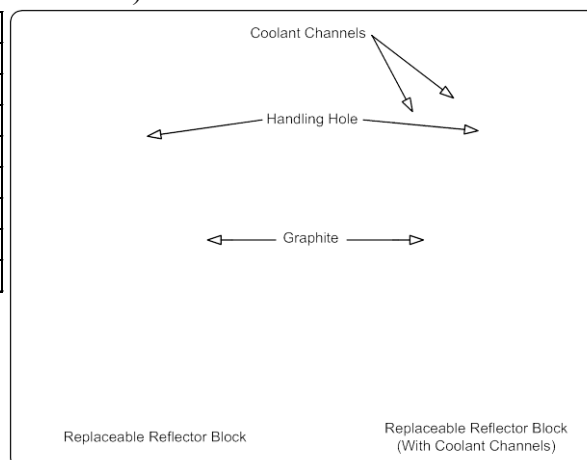 Coolant Channels
Handling Hole
Graphite
Replaceable Reflector Block
Replaceable Reflector Block
(With Coolant Channels)